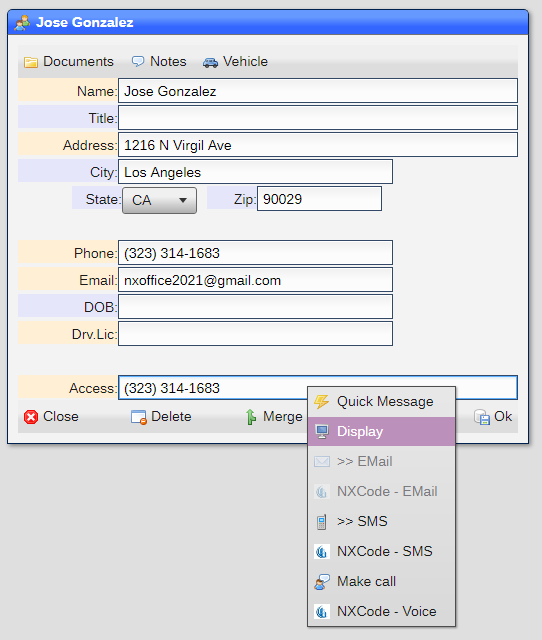 Jose Gonzalez
Documents Notes Vehicle
Name: Jose Gonzalez
Title:
Address: 1216 N Virgil Ave
City: Los Angeles
State: CA Zip: 90029
Phone: (323) 314-1683
Email: nxoffice2021@gmail.com
DOB:
Drv.Lic:
Access: (323) 314-1683
Close Delete Merge Ok
Quick Message
Display
>> EMail
NXCode - EMail
>> SMS
NXCode - SMS
Make call
NXCode - Voice